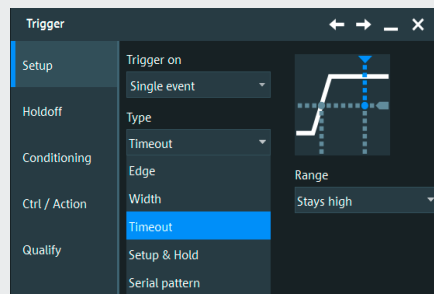 Trigger
Setup
Holdoff
Conditioning
Ctrl / Action
Qualify
Trigger on
Single event
Type
Timeout
Edge
Width
Timeout
Setup & Hold
Serial pattern
Range
Stays high